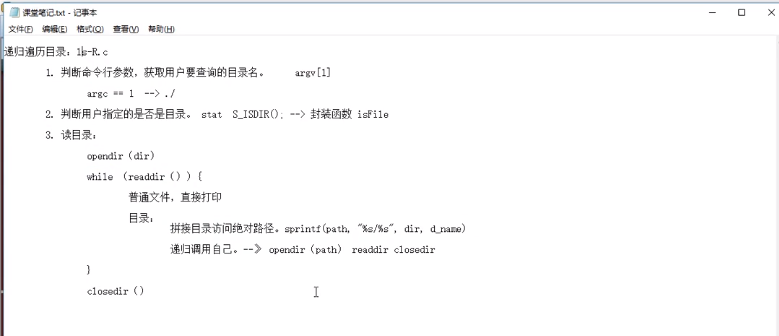 课堂笔记.txt - 记事本
文件(F) 编辑(E) 格式(O) 查看(V) 帮助(H)
递归遍历目录：ls-R.c
1. 判断命令行参数，获取用户要查询的目录名。 argv[1]
argc == 1 --> ./
2. 判断用户指定的是否是目录。 stat S_ISDIR(); --> 封装函数 isFile
3. 读目录：
opendir（dir）
while （readdir（））{
普通文件，直接打印
目录：
拼接目录访问绝对路径。sprintf(path, "%s/%s", dir, d_name)
递归调用自己。--》 opendir（path） readdir closedir
}
closedir（）